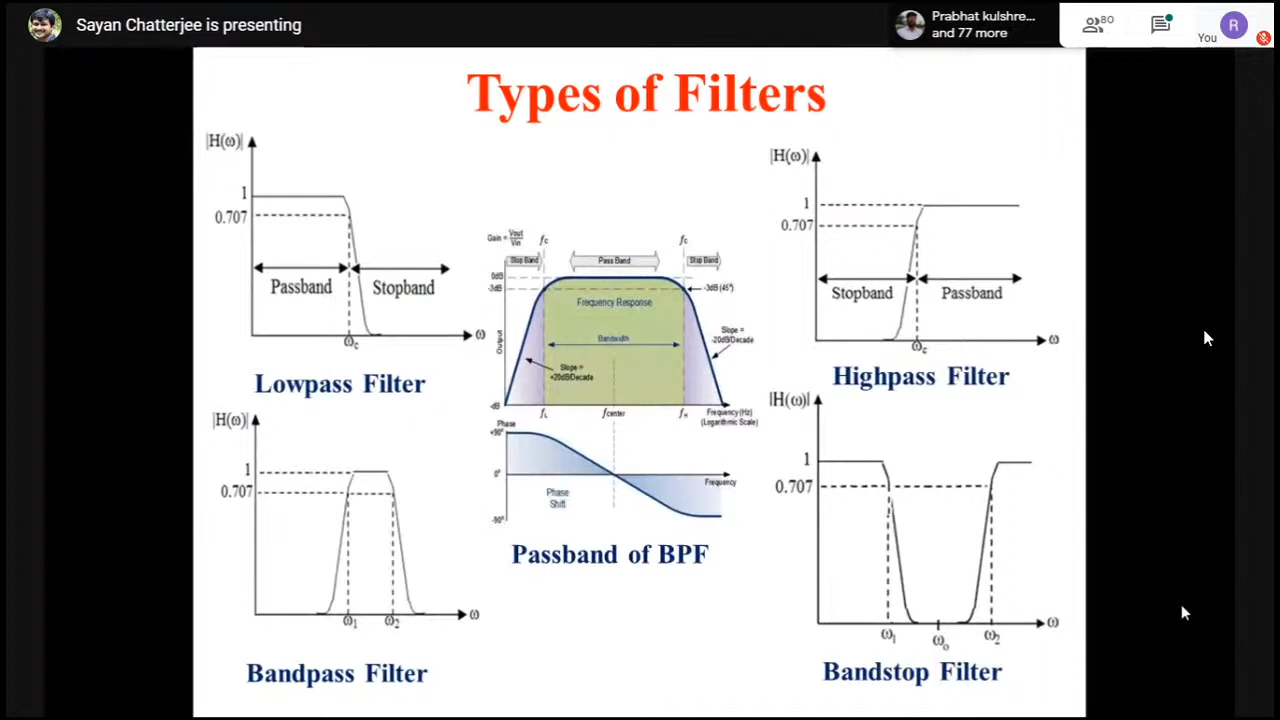 Sayan Chatterjee is presenting
Prabhat kulshre...
and 77 more
80
You
R
Types of Filters
|H(ω)|
1
0.707
Passband
Stopband
ω
ωc
Lowpass Filter
Gain = Vout
Vin
fc
fc
Stop Band
Pass Band
Stop Band
0dB
-3dB
-3dB (45°)
Frequency Response
Bandwidth
Slope =
+20dB/Decade
Slope =
-20dB/Decade
-dB
fL
fcenter
fH
Frequency (Hz)
(Logarithmic Scale)
Phase
+90°
0°
-90°
Phase
Shift
Frequency
Passband of BPF
|H(ω)|
1
0.707
Stopband
Passband
ω
ωc
Highpass Filter
|H(ω)|
1
0.707
ω1
ω2
ω
Bandpass Filter
|H(ω)|
1
0.707
ω1
ωo
ω2
ω
Bandstop Filter